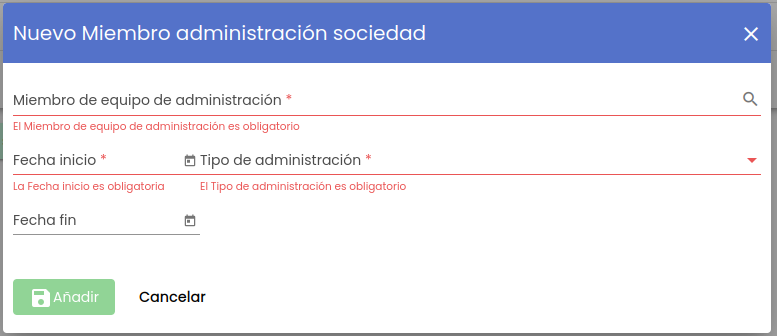 Nuevo Miembro administración sociedad
Miembro de equipo de administración *
El Miembro de equipo de administración es obligatorio
Fecha inicio * Tipo de administración *
La Fecha inicio es obligatoria El Tipo de administración es obligatorio
Fecha fin
Añadir Cancelar